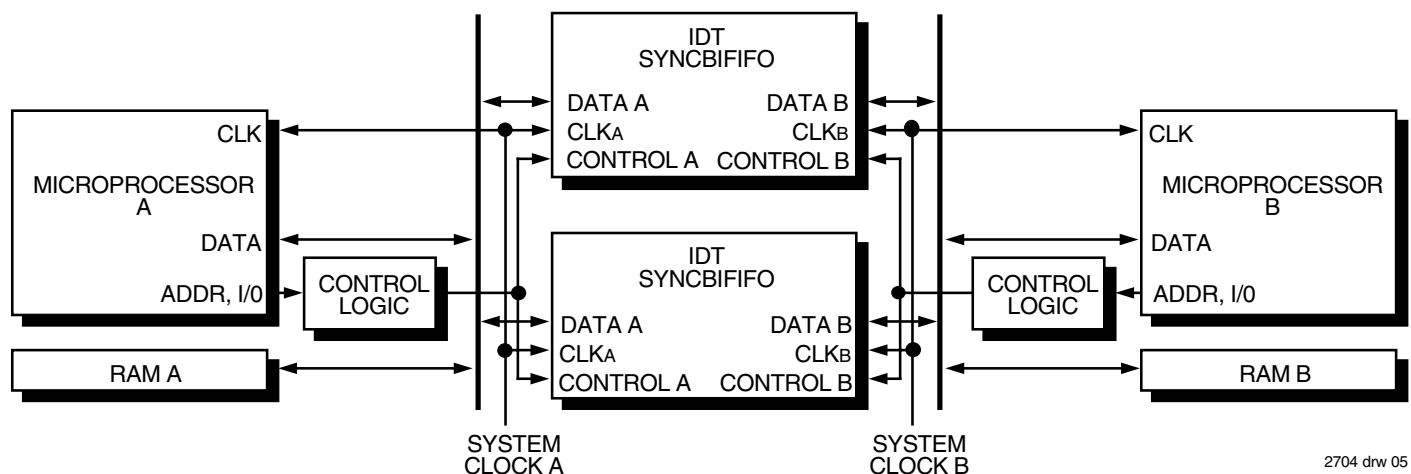 IDT
SYNCBIFIFO
DATA A
DATA B
CLKA
CLKB
CONTROL A
CONTROL B
CLK
MICROPROCESSOR
A
DATA
ADDR, I/0
CONTROL
LOGIC
RAM A
IDT
SYNCBIFIFO
DATA A
DATA B
CLKA
CLKB
CONTROL A
CONTROL B
CLK
MICROPROCESSOR
B
DATA
ADDR, I/0
CONTROL
LOGIC
RAM B
SYSTEM
CLOCK A
SYSTEM
CLOCK B
2704 drw 05